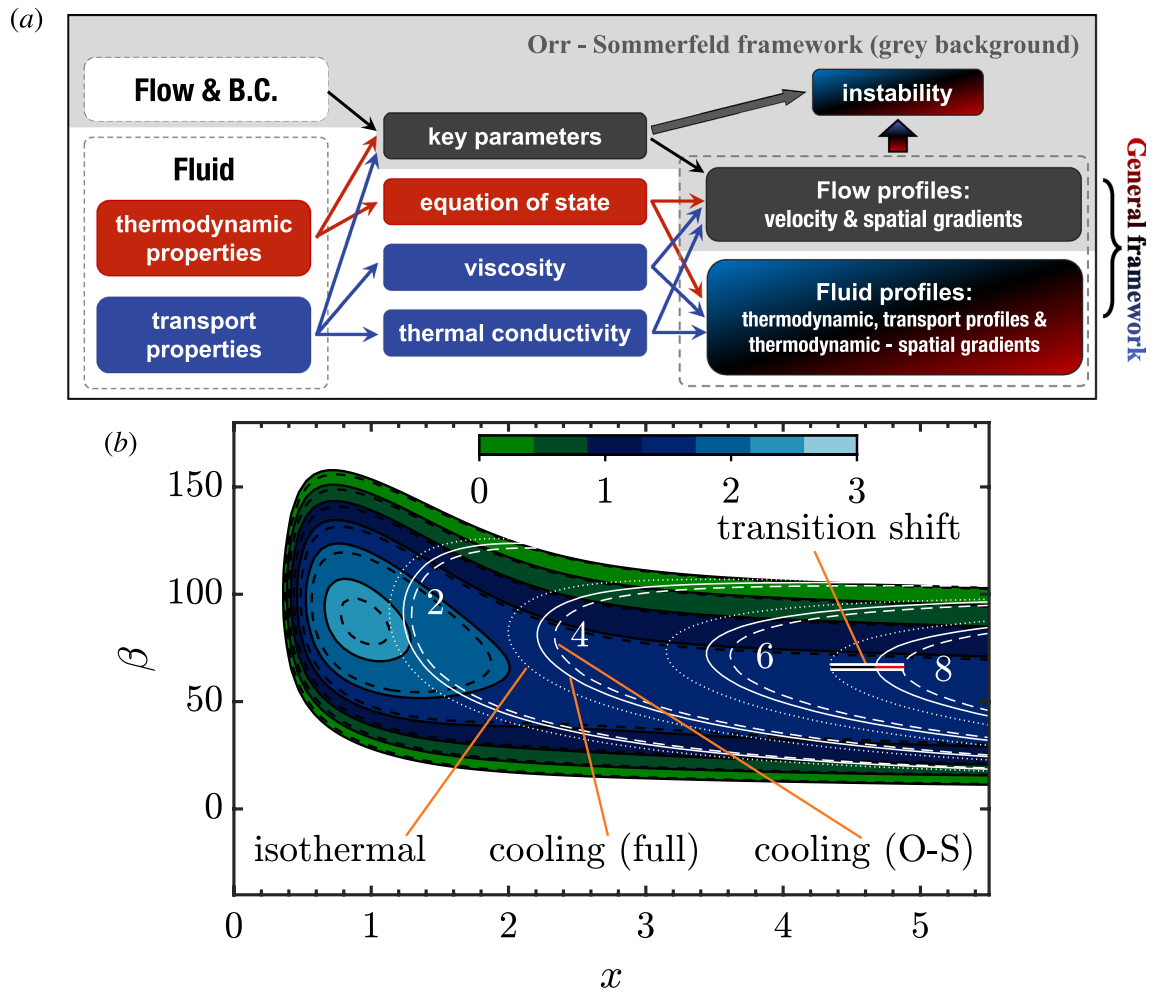 (a)
Orr - Sommerfeld framework (grey background)
Flow & B.C.
instability
key parameters
Fluid
thermodynamic
properties
equation of state
Flow profiles:
velocity & spatial gradients
viscosity
transport
properties
thermal conductivity
Fluid profiles:
thermodynamic, transport profiles &
thermodynamic - spatial gradients
General framework
(b)
0 1 2 3
transition shift
150
100
50
0
β
2
4
6
8
isothermal
cooling (full)
cooling (O-S)
0 1 2 3 4 5
x